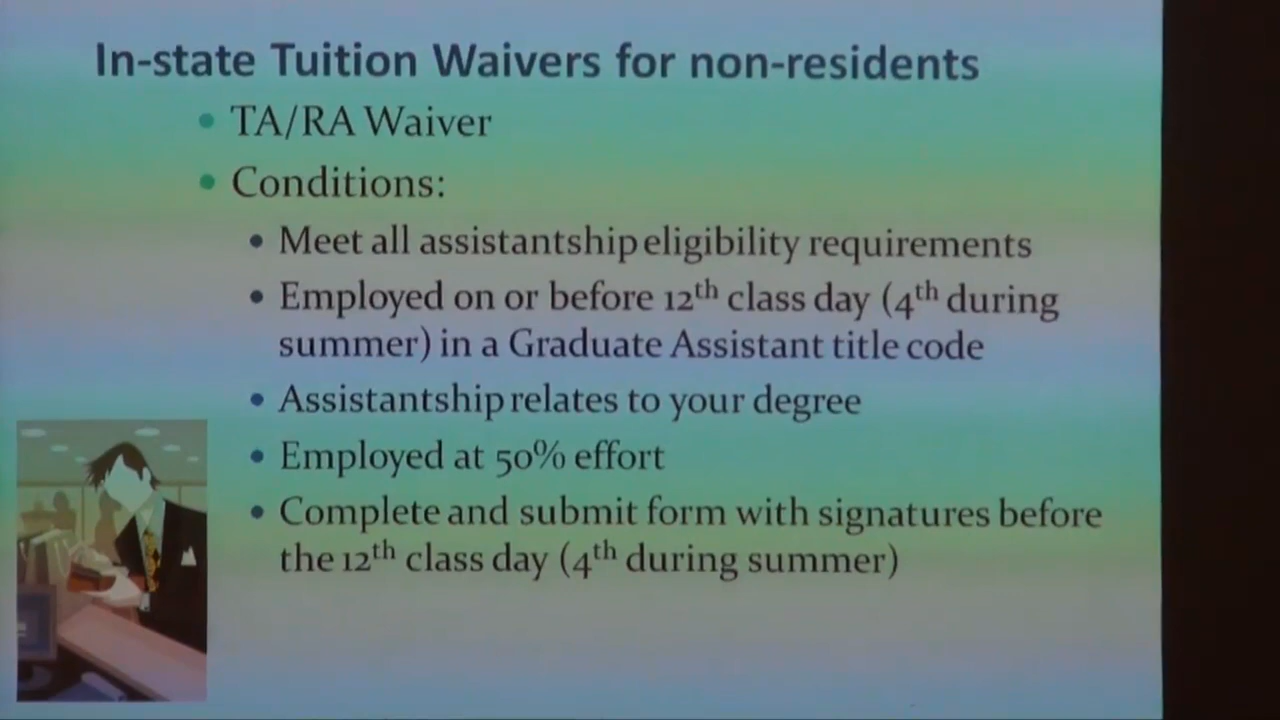 In-state Tuition Waivers for non-residents
• TA/RA Waiver
• Conditions:
• Meet all assistantship eligibility requirements
• Employed on or before 12th class day (4th during
summer) in a Graduate Assistant title code
• Assistantship relates to your degree
• Employed at 50% effort
• Complete and submit form with signatures before
the 12th class day (4th during summer)